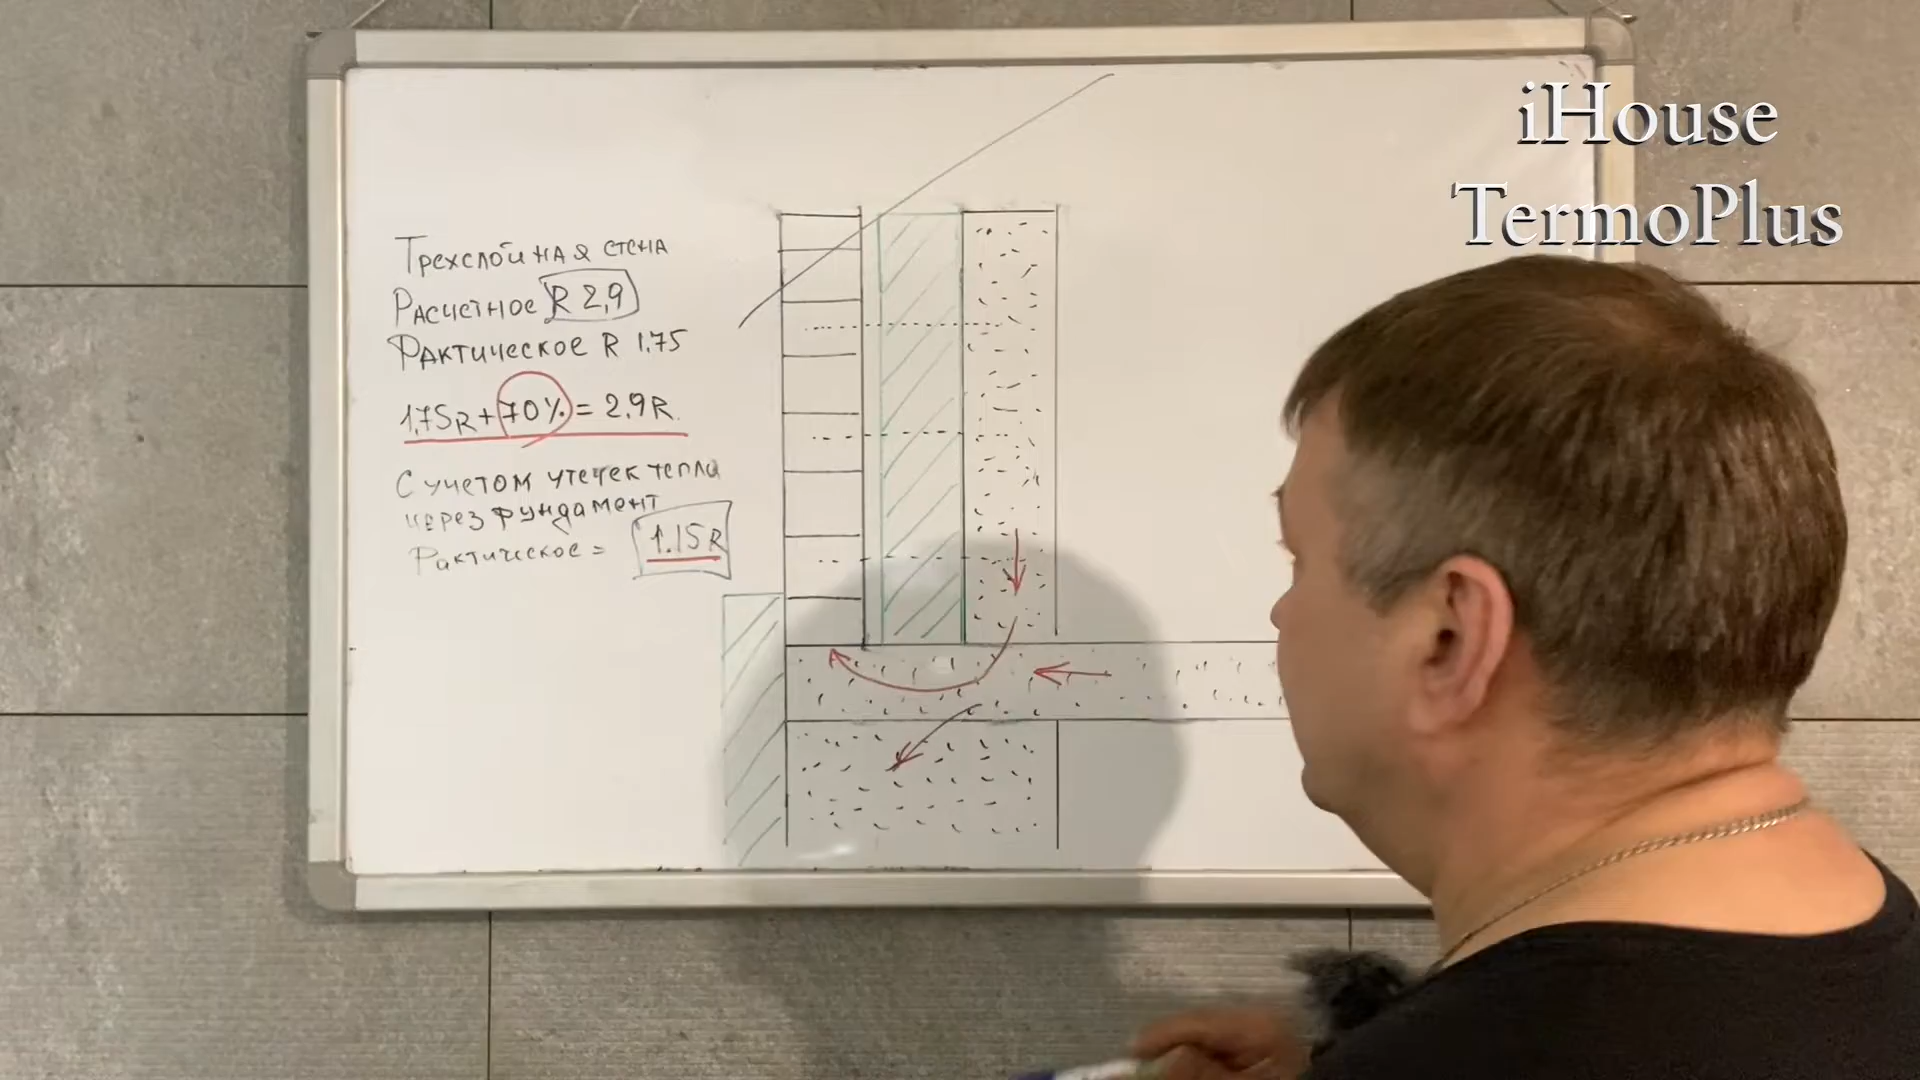 Трехслойная стена
Расчетное R 2,9
Фактическое R 1.75
1,75R + 70% = 2.9R
С учетом утечек тепла
через фундамент
Фактическое = 1.15R
iHouse
TermoPlus